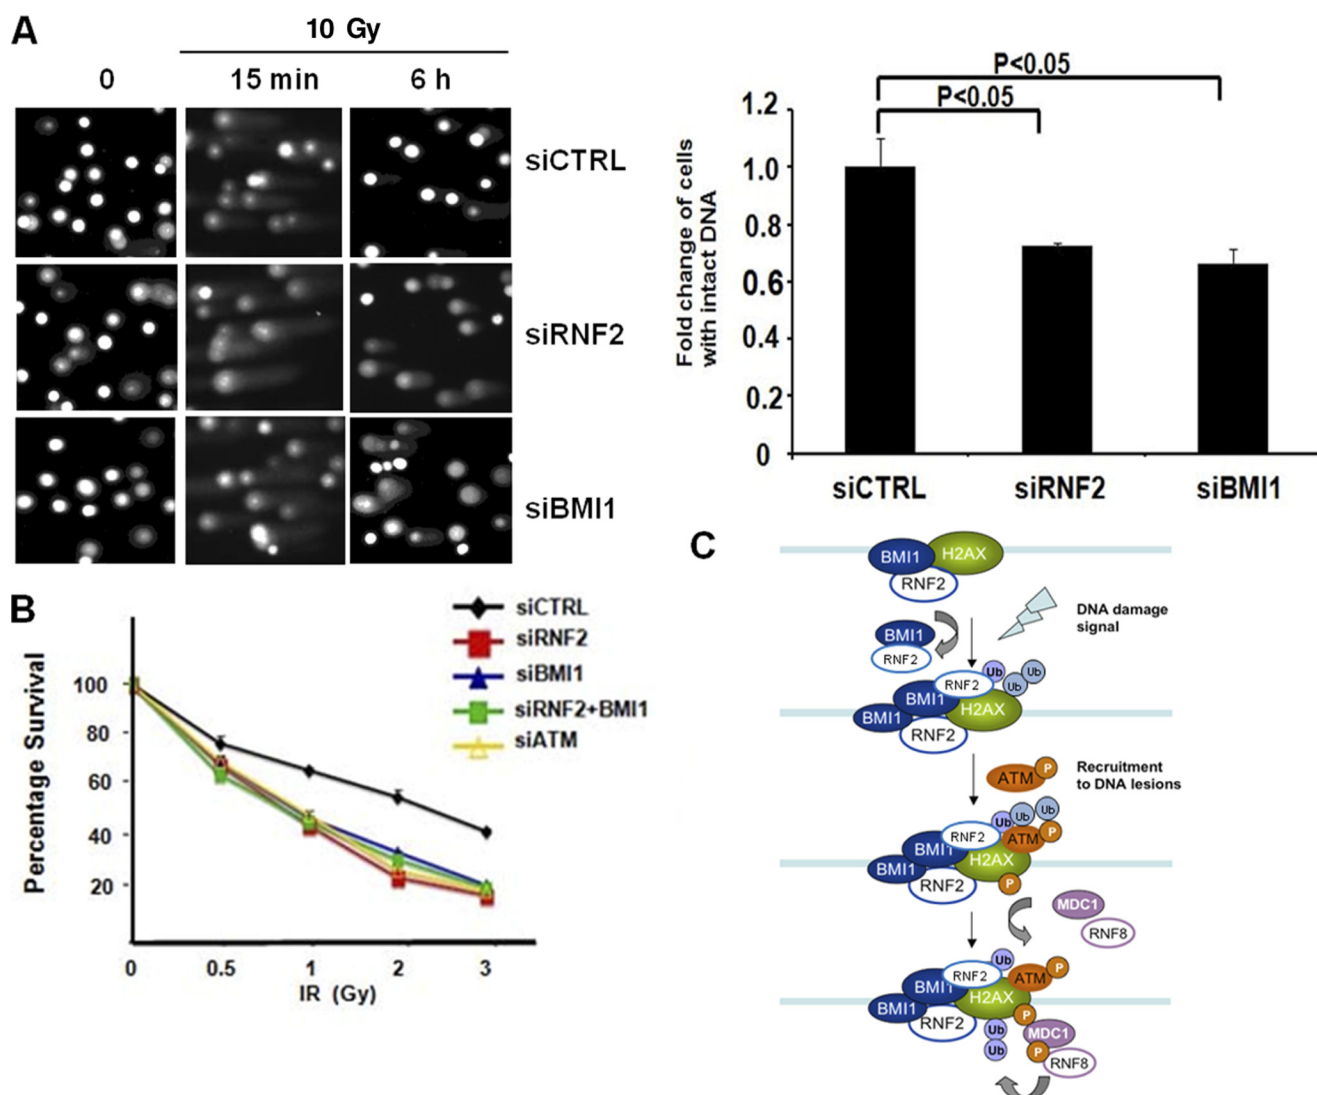 A
10 Gy
0
15 min
6 h
siCTRL
siRNF2
siBMI1
P<0.05
P<0.05
1.2
1.0
0.8
0.6
0.4
0.2
0
Fold change of cells
with intact DNA
siCTRL
siRNF2
siBMI1
B
siCTRL
siRNF2
siBMI1
siRNF2+BMI1
siATM
Percentage Survival
100
80
60
40
20
0
0.5
1
2
3
IR (Gy)
C
BMI1
H2AX
RNF2
DNA damage
signal
BMI1
RNF2
RNF2
Ub
Ub
Ub
BMI1
H2AX
BMI1
RNF2
ATM
P
Recruitment
to DNA lesions
RNF2
Ub
Ub
Ub
BMI1
ATM
P
H2AX
BMI1
RNF2
P
MDC1
RNF8
RNF2
Ub
ATM
P
BMI1
H2AX
BMI1
RNF2
P
Ub
MDC1
Ub
P
RNF8